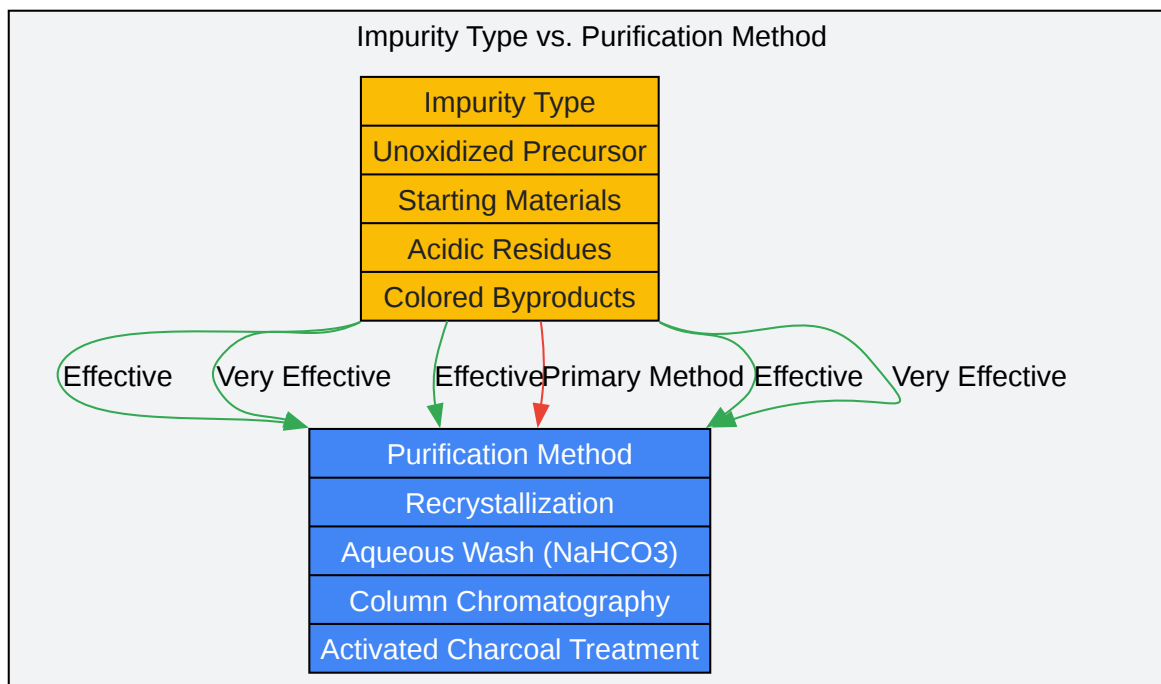 Impurity Type vs. Purification Method
Impurity Type
Unoxidized Precursor
Starting Materials
Acidic Residues
Colored Byproducts
Effective
Very Effective
Effective
Primary Method
Effective
Very Effective
Purification Method
Recrystallization
Aqueous Wash (NaHCO3)
Column Chromatography
Activated Charcoal Treatment